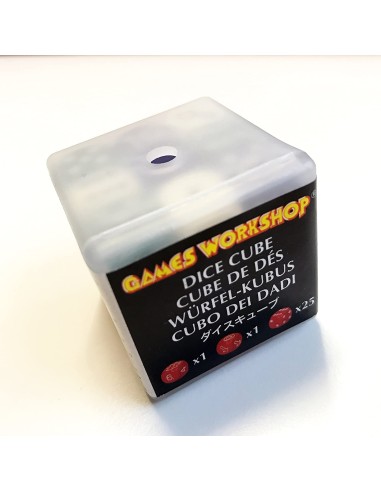 GAMES WORKSHOP®
DICE CUBE
CUBE DE DÉS
WÜRFEL-KUBUS
CUBO DEI DADI
ダイスキューブ
x1 x1 x25